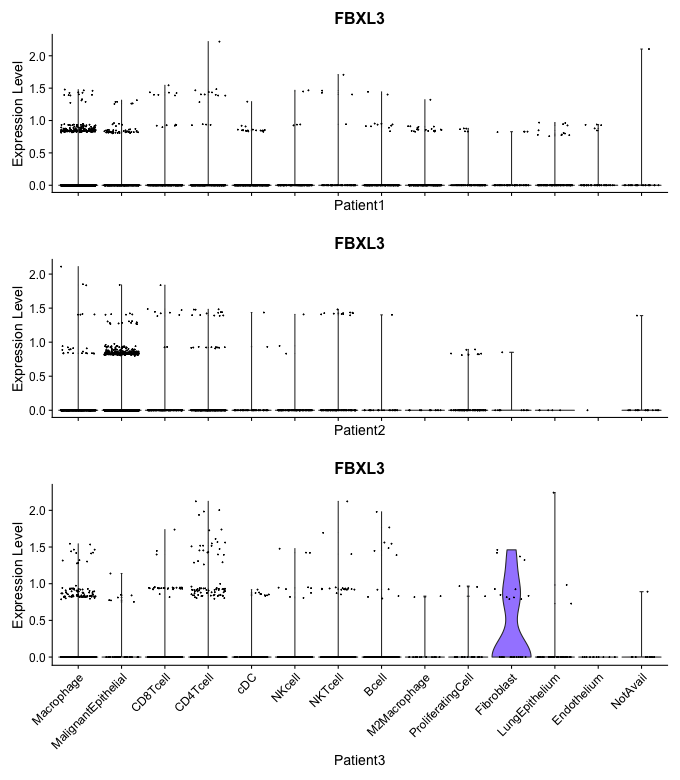 FBXL3
Expression Level
2.0
1.5
1.0
0.5
0.0
Patient1
FBXL3
Expression Level
2.0
1.5
1.0
0.5
0.0
Patient2
FBXL3
Expression Level
2.0
1.5
1.0
0.5
0.0
Macrophage
MalignantEpithelial
CD8Tcell
CD4Tcell
cDC
NKcell
NKTcell
Bcell
M2Macrophage
ProliferatingCell
Fibroblast
LungEpithelium
Endothelium
NotAvail
Patient3